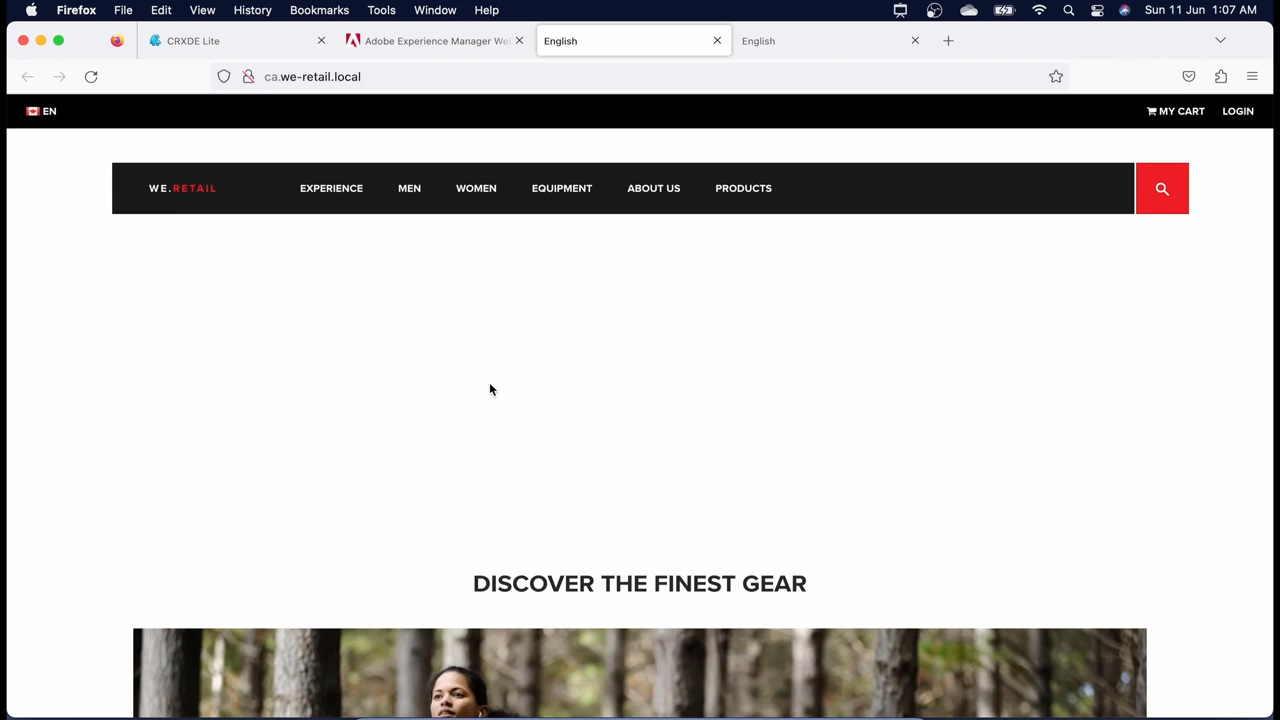 Firefox File Edit View History Bookmarks Tools Window Help Sun 11 Jun 1:07 AM
CRXDE Lite Adobe Experience Manager We English English
ca.we-retail.local
EN MY CART LOGIN
WE.RETAIL EXPERIENCE MEN WOMEN EQUIPMENT ABOUT US PRODUCTS
DISCOVER THE FINEST GEAR